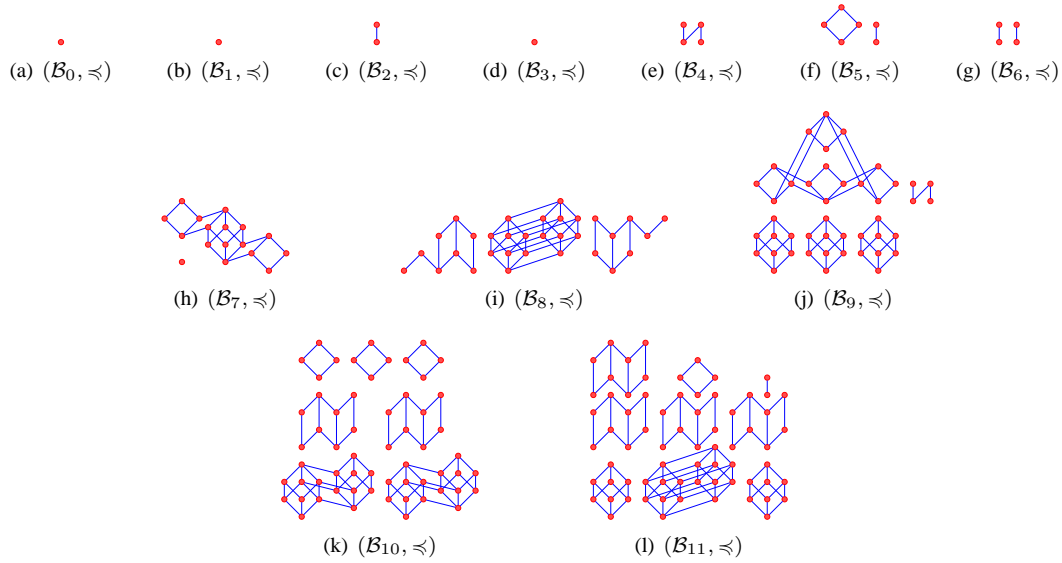 (a) (𝓑₀, ≼) (b) (𝓑₁, ≼) (c) (𝓑₂, ≼) (d) (𝓑₃, ≼) (e) (𝓑₄, ≼) (f) (𝓑₅, ≼) (g) (𝓑₆, ≼)
(h) (𝓑₇, ≼) (i) (𝓑₈, ≼) (j) (𝓑₉, ≼)
(k) (𝓑₁₀, ≼) (l) (𝓑₁₁, ≼)